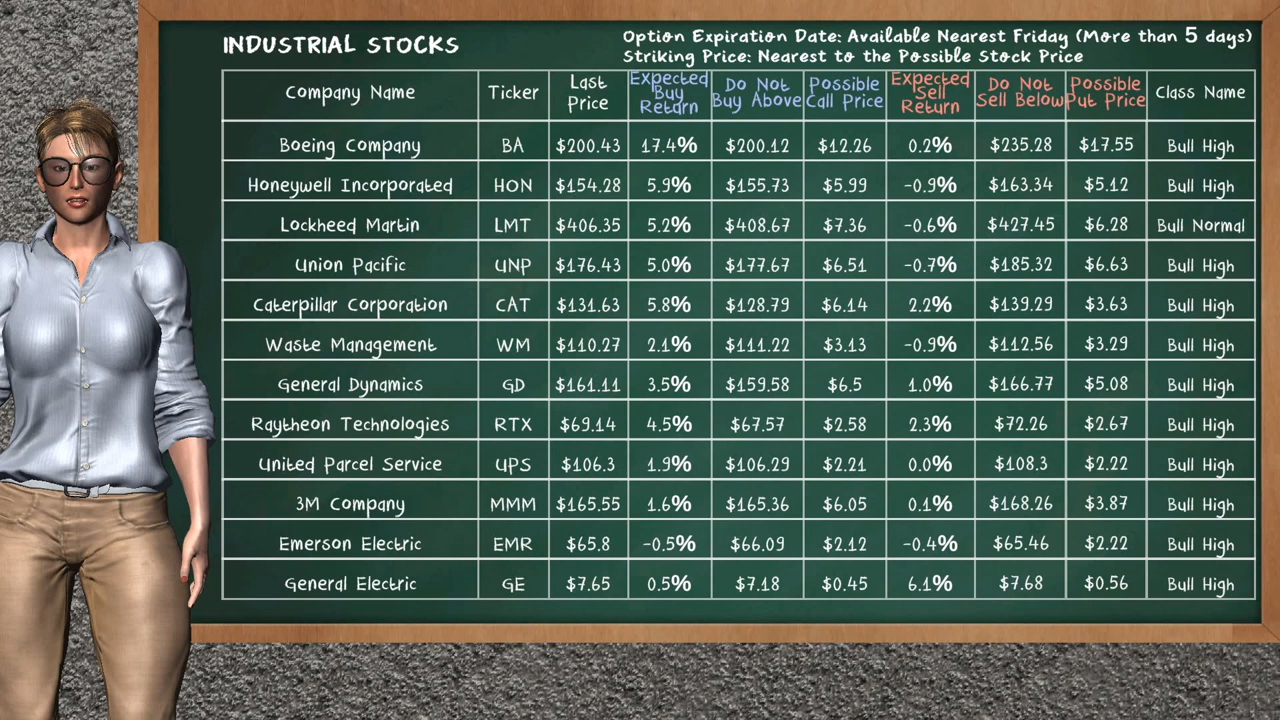 INDUSTRIAL STOCKS
Option Expiration Date: Available Nearest Friday (More than 5 days)
Striking Price: Nearest to the Possible Stock Price
Company Name Ticker Last Price Expected Buy Return Do Not Buy Above Possible Call Price Expected Sell Return Do Not Sell Below Possible Put Price Class Name
Boeing Company BA $200.43 17.4% $200.12 $12.26 0.2% $235.28 $17.55 Bull High
Honeywell Incorporated HON $154.28 5.9% $155.73 $5.99 -0.9% $163.34 $5.12 Bull High
Lockheed Martin LMT $406.35 5.2% $408.67 $7.36 -0.6% $427.45 $6.28 Bull Normal
Union Pacific UNP $176.43 5.0% $177.67 $6.51 -0.7% $185.32 $6.63 Bull High
Caterpillar Corporation CAT $131.63 5.8% $128.79 $6.14 2.2% $139.29 $3.63 Bull High
Waste Management WM $110.27 2.1% $111.22 $3.13 -0.9% $112.56 $3.29 Bull High
General Dynamics GD $161.11 3.5% $159.58 $6.5 1.0% $166.77 $5.08 Bull High
Raytheon Technologies RTX $69.14 4.5% $67.57 $2.58 2.3% $72.26 $2.67 Bull High
United Parcel Service UPS $106.3 1.9% $106.29 $2.21 0.0% $108.3 $2.22 Bull High
3M Company MMM $165.55 1.6% $165.36 $6.05 0.1% $168.26 $3.87 Bull High
Emerson Electric EMR $65.8 -0.5% $66.09 $2.12 -0.4% $65.46 $2.22 Bull High
General Electric GE $7.65 0.5% $7.18 $0.45 6.1% $7.68 $0.56 Bull High